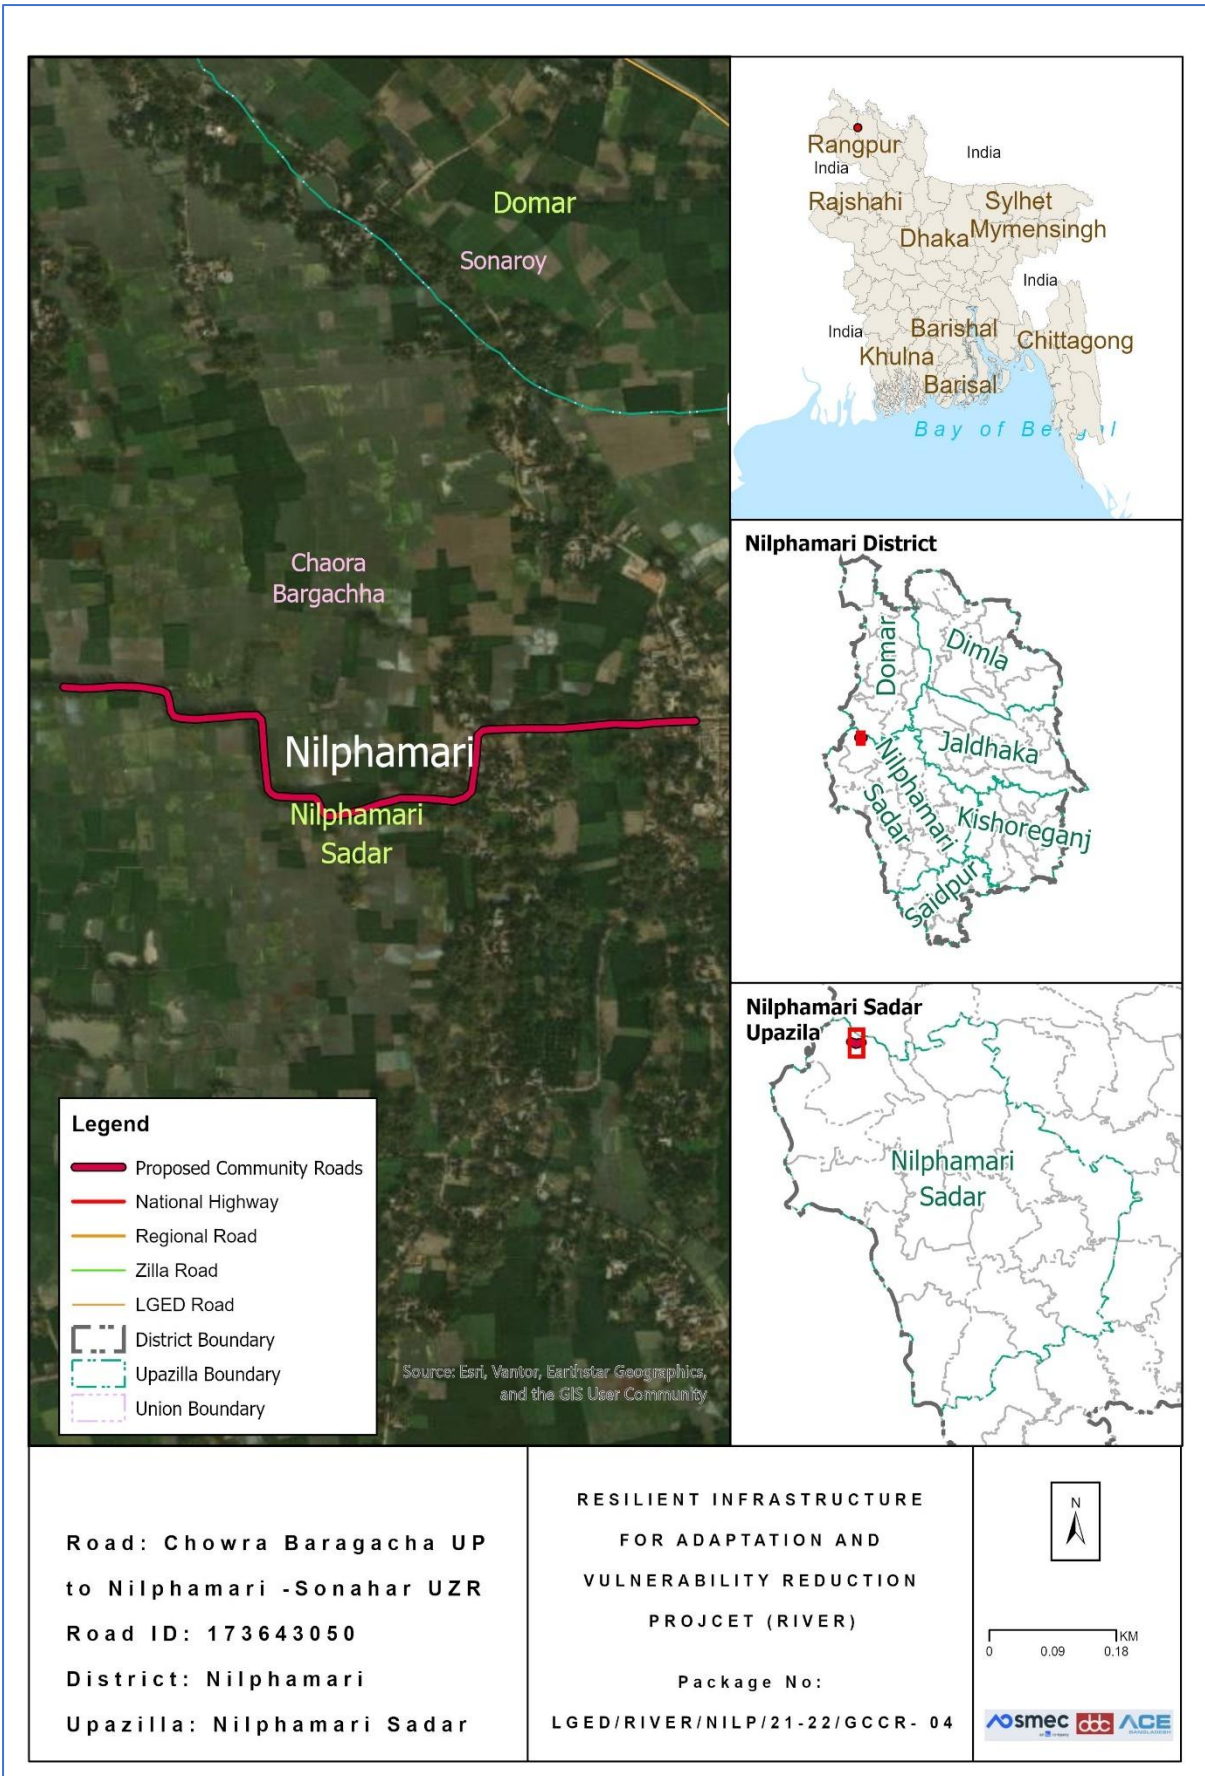 Domar
Sonaroy
Chaora
Bargachha
Nilphamari
Nilphamari
Sadar
Legend
Proposed Community Roads
National Highway
Regional Road
Zilla Road
LGED Road
District Boundary
Upazilla Boundary
Union Boundary
Source: Esri, Vantor, Earthstar Geographics,
and the GIS User Community
Rangpur
India
India
Rajshahi
Sylhet
Dhaka
Mymensingh
India
India
Barishal
Khulna
Chittagong
Barisal
Bay of Bengal
Nilphamari District
Domar
Dimla
Jaldhaka
Nilphamari
Sadar
Kishoreganj
Saidpur
Nilphamari Sadar
Upazila
Nilphamari
Sadar
Road: Chowra Baragacha UP
to Nilphamari -Sonahar UZR
Road ID: 173643050
District: Nilphamari
Upazilla: Nilphamari Sadar
RESILIENT INFRASTRUCTURE
FOR ADAPTATION AND
VULNERABILITY REDUCTION
PROJCET (RIVER)
Package No:
LGED/RIVER/NILP/21-22/GCCR- 04
N
KM
0 0.09 0.18
smec ddc ACE
BANGLADESH